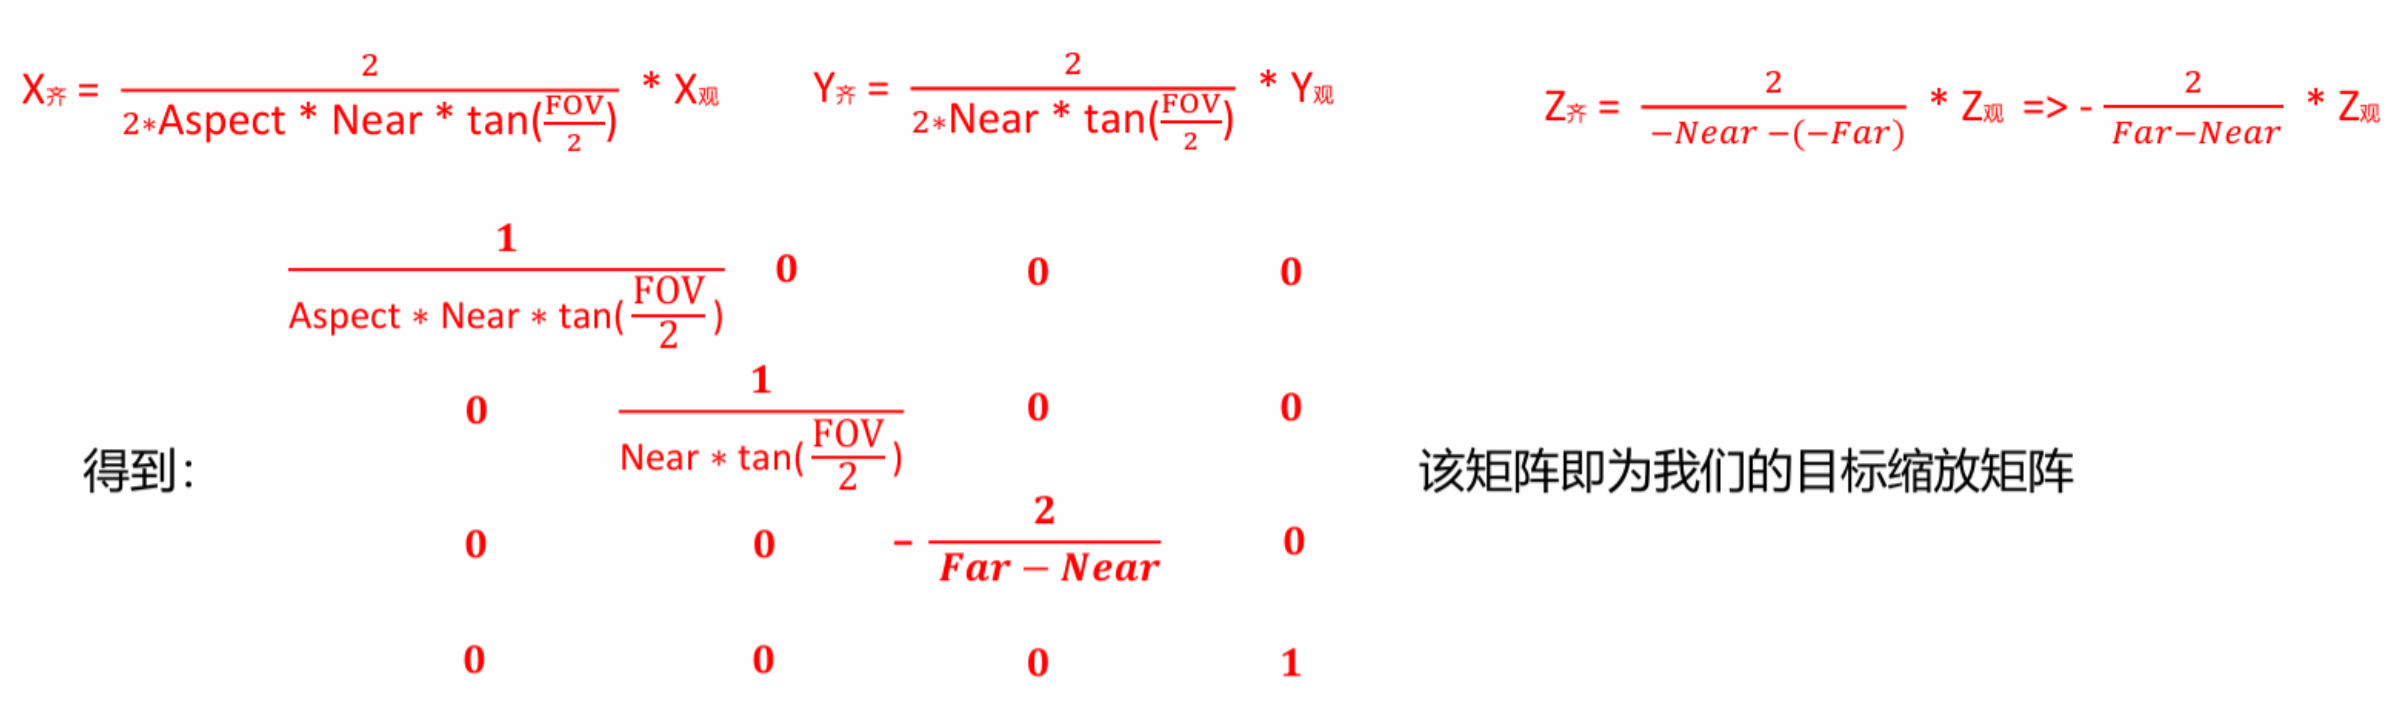 X齐 = 2 / (2*Aspect * Near * tan(FOV/2)) * X观 Y齐 = 2 / (2*Near * tan(FOV/2)) * Y观 Z齐 = 2 / (−Near −(−Far)) * Z观 => - 2 / (Far−Near) * Z观
1 / (Aspect * Near * tan(FOV/2)) 0 0 0
0 1 / (Near * tan(FOV/2)) 0 0
得到： 该矩阵即为我们的目标缩放矩阵
0 0 - 2 / (Far − Near) 0
0 0 0 1